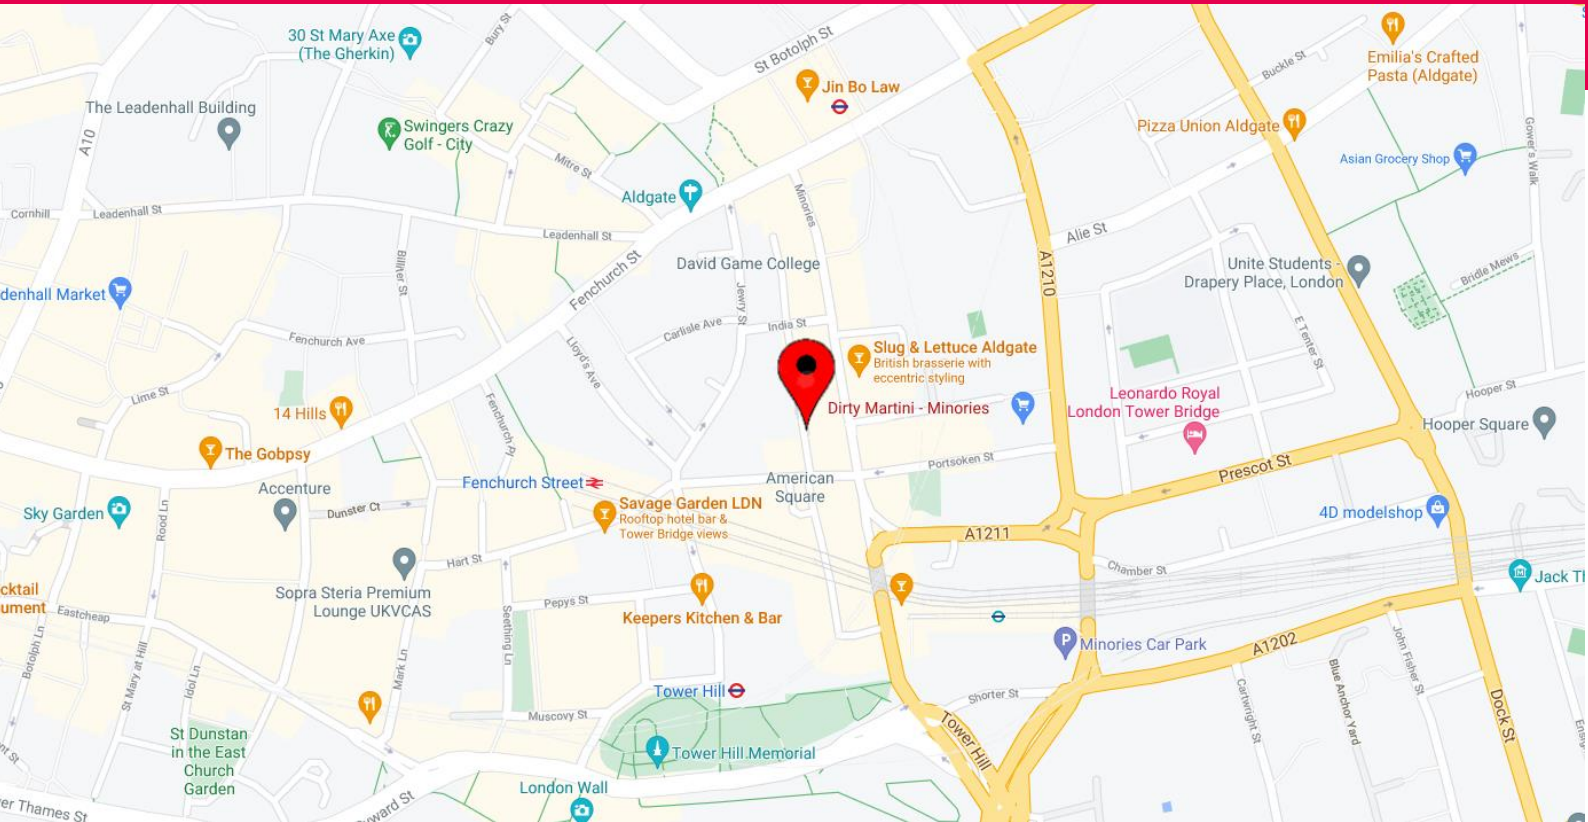 30 St Mary Axe
(The Gherkin)
Bury St
St Botolph St
Jin Bo Law
Buckle St
Emilia's Crafted
Pasta (Aldgate)
The Leadenhall Building
A10
Swingers Crazy
Golf - City
Pizza Union Aldgate
Asian Grocery Shop
Gower's Walk
Mitre St
Aldgate
Minories
Cornhill
Leadenhall St
Leadenhall St
Alie St
Billiter St
Fenchurch St
David Game College
A1210
Unite Students -
Drapery Place, London
Bridle Mews
denhall Market
Jewry St
Carlisle Ave
India St
E Tenter St
Fenchurch Ave
Lloyd's Ave
Slug & Lettuce Aldgate
British brasserie with
eccentric styling
Lime St
14 Hills
Dirty Martini - Minories
Leonardo Royal
London Tower Bridge
Hooper St
Hooper Square
Fenchurch Pl
The Gobpsy
Portsoken St
Prescot St
Accenture
Fenchurch Street
American
Square
Sky Garden
Rood Ln
Dunster Ct
Savage Garden LDN
Rooftop hotel bar &
Tower Bridge views
4D modelshop
A1211
Hart St
Chamber St
Sopra Steria Premium
Lounge UKVCAS
cktail
ument
Eastcheap
Pepys St
Jack Th
Keepers Kitchen & Bar
Seething Ln
Botolph Ln
St Mary at Hill
Idol Ln
Mark Ln
Minories Car Park
A1202
John Fisher St
Blue Anchor Yard
Cartwright St
Tower Hill
Shorter St
Muscovy St
Dock St
Tower Hill
St Dunstan
in the East
Church
Garden
Tower Hill Memorial
London Wall
er Thames St
yward St